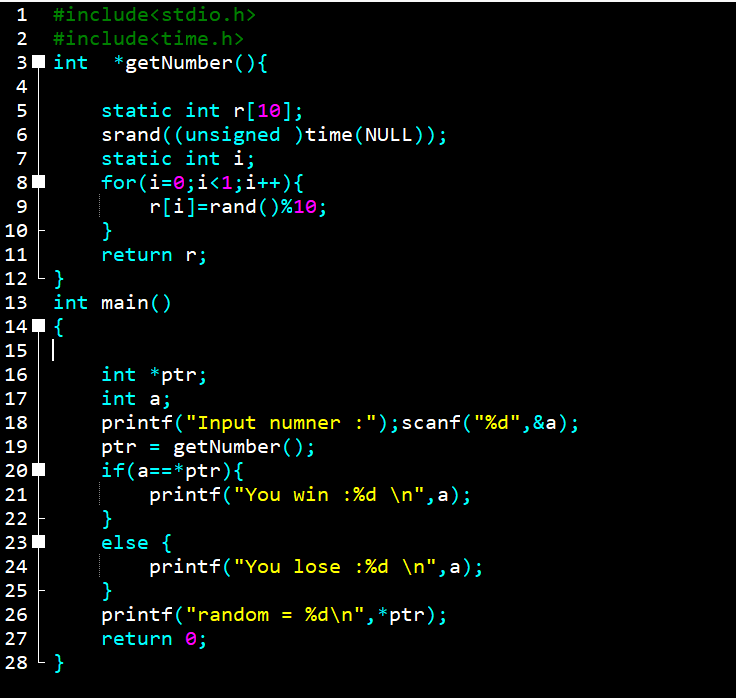 1 #include<stdio.h>
2 #include<time.h>
3 int  *getNumber(){
4
5     static int r[10];
6     srand((unsigned )time(NULL));
7     static int i;
8     for(i=0;i<1;i++){
9         r[i]=rand()%10;
10     }
11     return r;
12 }
13 int main()
14 {
15
16     int *ptr;
17     int a;
18     printf("Input numner :");scanf("%d",&a);
19     ptr = getNumber();
20     if(a==*ptr){
21         printf("You win :%d \n",a);
22     }
23     else {
24         printf("You lose :%d \n",a);
25     }
26     printf("random = %d\n",*ptr);
27     return 0;
28 }